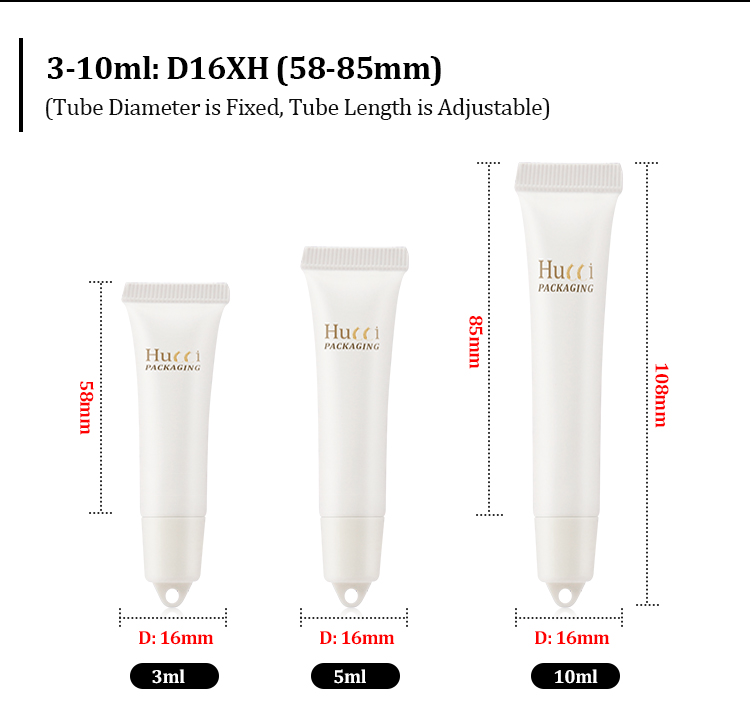 3-10ml: D16XH (58-85mm)
(Tube Diameter is Fixed, Tube Length is Adjustable)
Hucci
PACKAGING
58mm
D: 16mm
3ml
Hucci
PACKAGING
D: 16mm
5ml
Hucci
PACKAGING
85mm
108mm
D: 16mm
10ml